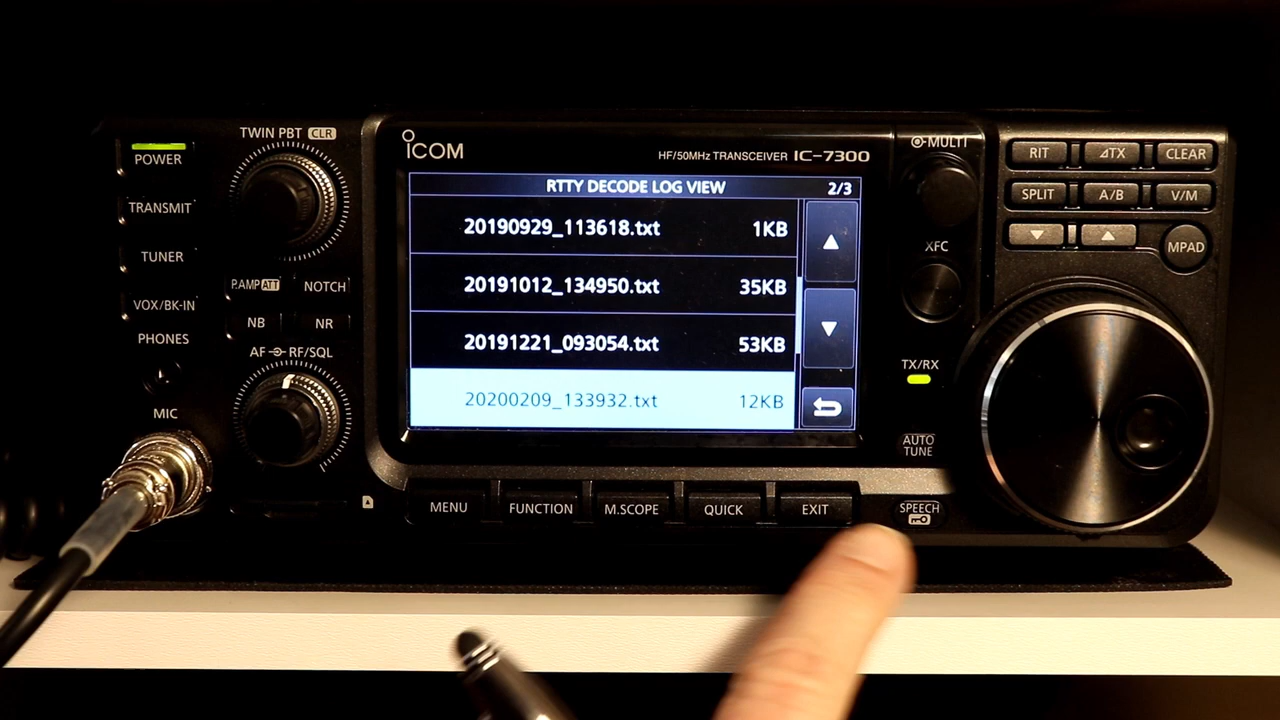 TWIN PBT CLR
POWER
TRANSMIT
TUNER
VOX/BK-IN
PHONES
MIC
P.AMP ATT
NOTCH
NB
NR
AF RF/SQL
ICOM
HF/50MHz TRANSCEIVER IC-7300
RTTY DECODE LOG VIEW 2/3
20190929_113618.txt 1KB
20191012_134950.txt 35KB
20191221_093054.txt 53KB
20200209_133932.txt 12KB
MENU
FUNCTION
M.SCOPE
QUICK
EXIT
MULTI
XFC
TX/RX
AUTO
TUNE
SPEECH
RIT
⊿TX
CLEAR
SPLIT
A/B
V/M
MPAD